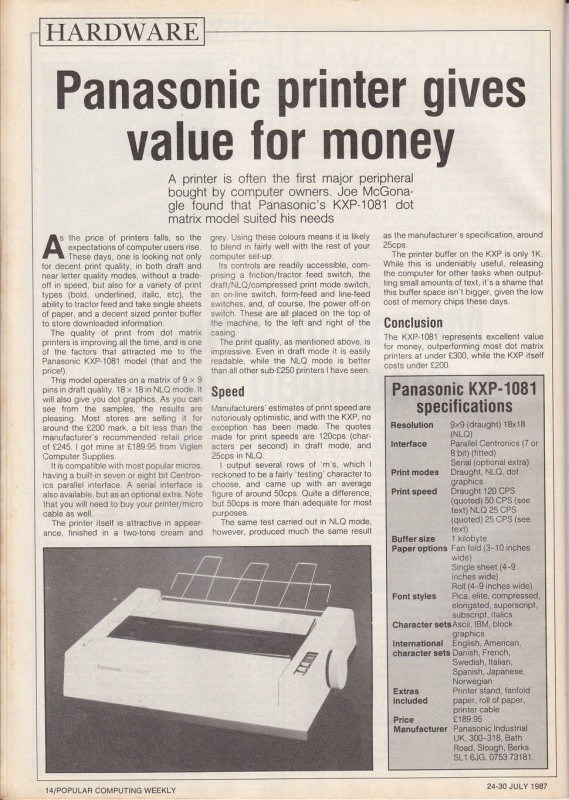 HARDWARE
Panasonic printer gives
value for money
A printer is often the first major peripheral
bought by computer owners. Joe McGona-
gle found that Panasonic's KXP-1081 dot
matrix model suited his needs
As the price of printers falls, so the
expectations of computer users rise.
These days, one is looking not only
for decent print quality, in both draft and
near letter quality modes, without a trade-
off in speed, but also for a variety of print
types (bold, underlined, italic, etc), the
ability to tractor feed and take single sheets
of paper, and a decent sized printer buffer
to store downloaded information.
The quality of print from dot matrix
printers is improving all the time, and is one
of the factors that attracted me to the
Panasonic KXP-1081 model (that and the
price!).
This model operates on a matrix of 9 × 9
pins in draft quality, 18 × 18 in NLQ mode. It
will also give you dot graphics. As you can
see from the samples, the results are
pleasing. Most stores are selling it for
around the £200 mark, a bit less than the
manufacturer's recommended retail price
of £245. I got mine at £189.95 from Viglen
Computer Supplies.
It is compatible with most popular micros,
having a built-in seven or eight bit Centron-
ics parallel interface. A serial interface is
also available, but as an optional extra. Note
that you will need to buy your printer/micro
cable as well.
The printer itself is attractive in appear-
ance, finished in a two-tone cream and
grey. Using these colours means it is likely
to blend in fairly well with the rest of your
computer set-up.
Its controls are readily accessible, com-
prising a friction/tractor feed switch, the
draft/NLQ/compressed print mode switch,
an on-line switch, form-feed and line-feed
switches, and, of course, the power off-on
switch. These are all placed on the top of
the machine, to the left and right of the
casing.
The print quality, as mentioned above, is
impressive. Even in draft mode it is easily
readable, while the NLQ mode is better
than all other sub-£250 printers I have seen.
Speed
Manufacturers' estimates of print speed are
notoriously optimistic, and with the KXP, no
exception has been made. The quotes
made for print speeds are 120cps (char-
acters per second) in draft mode, and
25cps in NLQ.
I output several rows of 'm's, which I
reckoned to be a fairly 'testing' character to
choose, and came up with an average
figure of around 50cps. Quite a difference,
but 50cps is more than adequate for most
purposes.
The same test carried out in NLQ mode,
however, produced much the same result
as the manufacturer's specification, around
25cps.
The printer buffer on the KXP is only 1K.
While this is undeniably useful, releasing
the computer for other tasks when output-
ting small amounts of text, it's a shame that
this buffer space isn't bigger, given the low
cost of memory chips these days.
Conclusion
The KXP-1081 represents excellent value
for money, outperforming most dot matrix
printers at under £300, while the KXP itself
costs under £200.
Panasonic KXP-1081
specifications
Resolution 9×9 (draught) 18x18
(NLQ)
Interface Parallel Centronics (7 or
8 bit) (fitted)
Serial (optional extra)
Print modes Draught, NLQ, dot
graphics
Print speed Draught 120 CPS
(quoted) 50 CPS (see
text) NLQ 25 CPS
(quoted) 25 CPS (see
text)
Buffer size 1 kilobyte
Paper options Fan fold (3-10 inches
wide)
Single sheet (4-9
inches wide)
Roll (4-9 inches wide)
Font styles Pica, elite, compressed,
elongated, superscript,
subscript, italics
Character sets Ascii, IBM, block
graphics
International English, American,
character sets Danish, French,
Swedish, Italian,
Spanish, Japanese,
Norwegian
Extras Printer stand, fanfold
included paper, roll of paper,
printer cable
Price £189.95
Manufacturer Panasonic Industrial
UK, 300-318, Bath
Road, Slough, Berks
SL1 6JG. 0753 73181.
Panasonic
14/POPULAR COMPUTING WEEKLY
24-30 JULY 1987